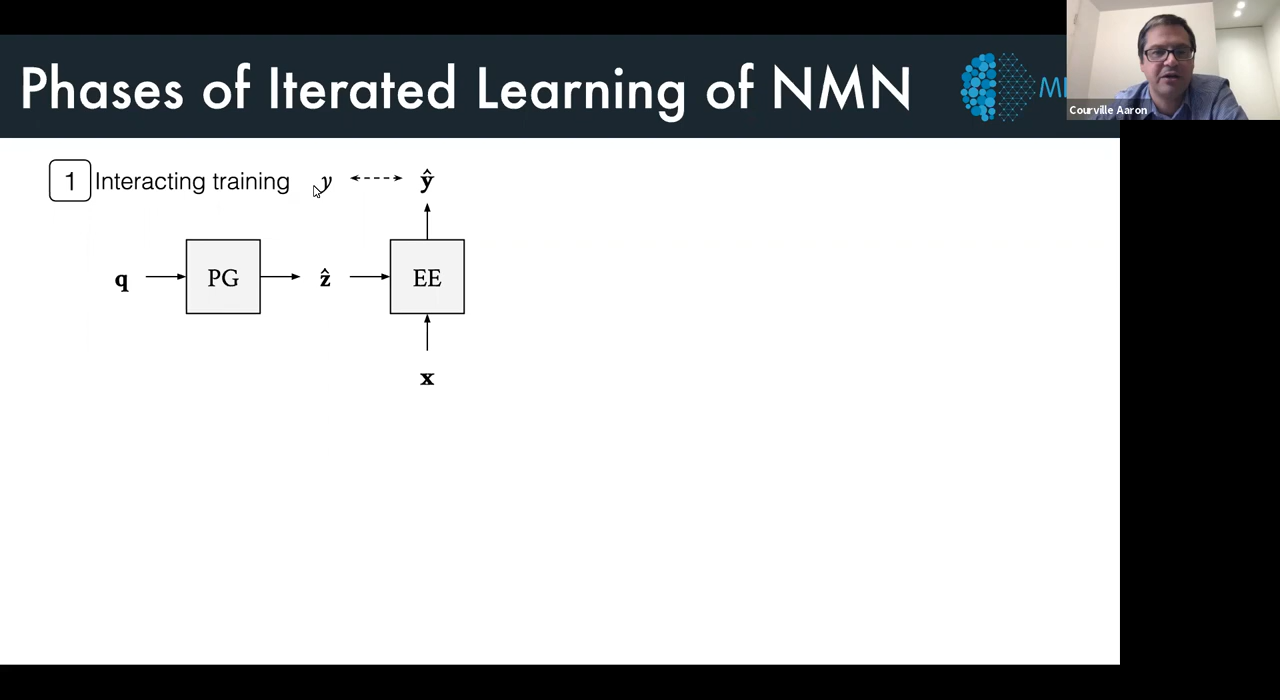 Phases of Iterated Learning of NMN
Courville Aaron
1 Interacting training y ŷ
q PG ẑ EE
x